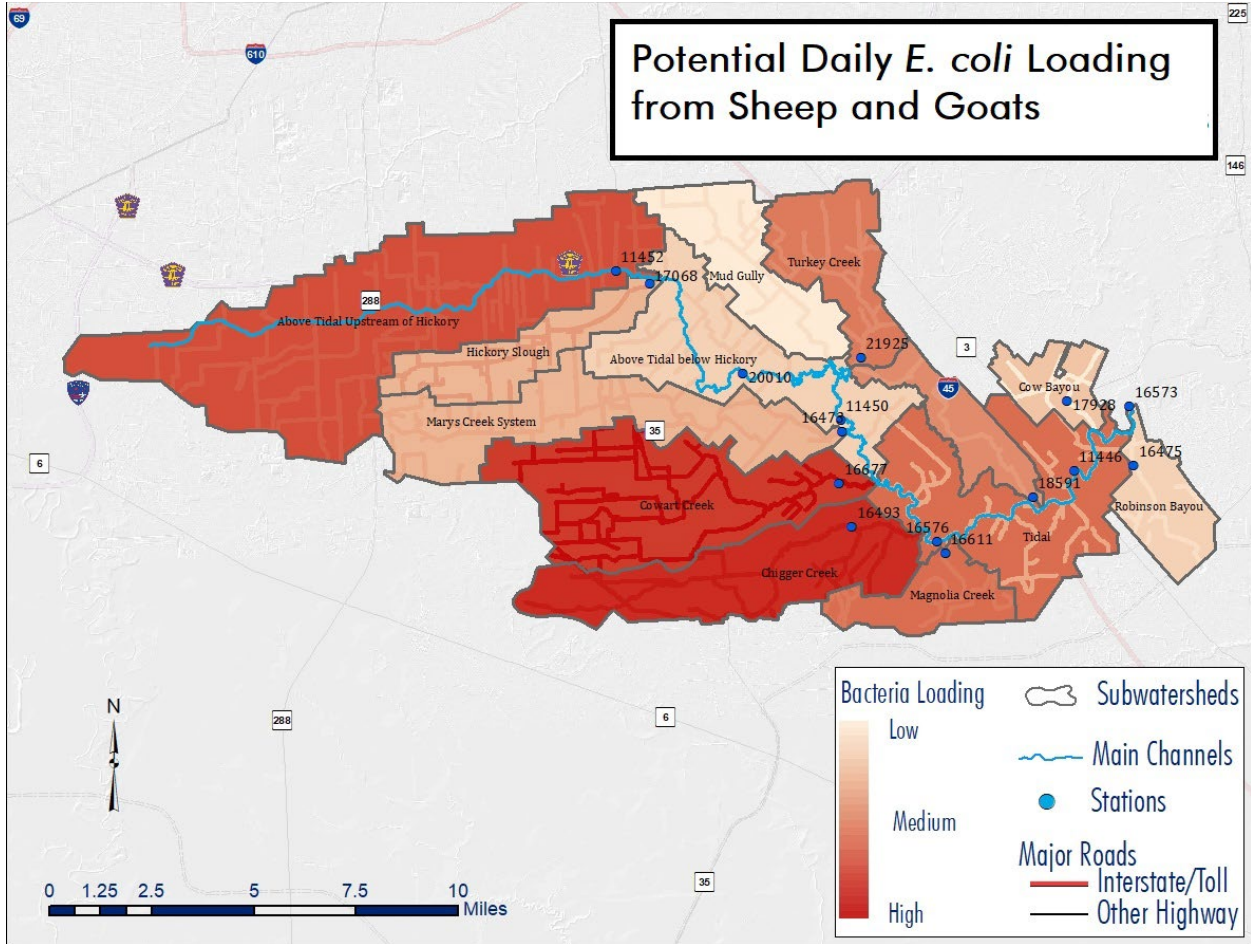 69
610
225
Potential Daily E. coli Loading
from Sheep and Goats
146
11452
17068
Mud Gully
Turkey Creek
288
Above Tidal Upstream of Hickory
Hickory Slough
Above Tidal below Hickory
21925
3
20010
45
Cow Bayou
17928
16573
Marys Creek System
35
16473
11450
6
16677
11446
16475
18591
Cowart Creek
16493
Robinson Bayou
16576
16611
Tidal
Chigger Creek
Magnolia Creek
Bacteria Loading
Low
Medium
High
Subwatersheds
Main Channels
Stations
Major Roads
Interstate/Toll
Other Highway
N
288
6
35
0 1.25 2.5 5 7.5 10
Miles